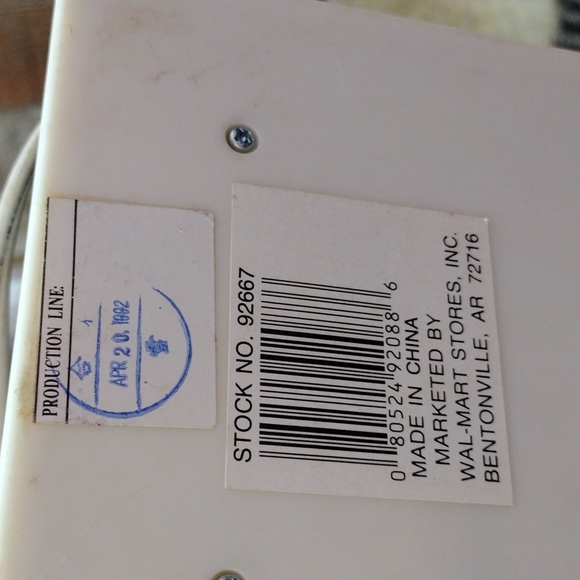 PRODUCTION LINE:
合
APR 20. 1992
STOCK NO. 92667
0 80524 92088 6
MADE IN CHINA
MARKETED BY
WAL-MART STORES, INC.
BENTONVILLE, AR 72716